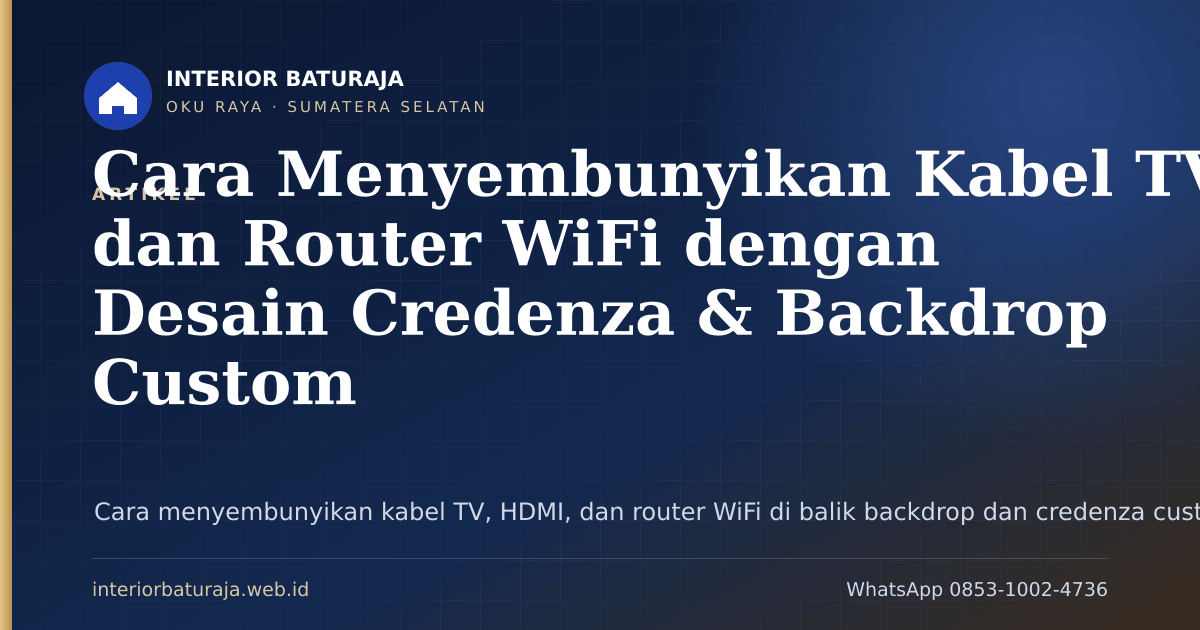 INTERIOR BATURAJA
OKU RAYA · SUMATERA SELATAN
ARTIKEL
Cara Menyembunyikan Kabel TV
dan Router WiFi dengan
Desain Credenza & Backdrop
Custom
Cara menyembunyikan kabel TV, HDMI, dan router WiFi di balik backdrop dan credenza cust
interiorbaturaja.web.id
WhatsApp 0853-1002-4736